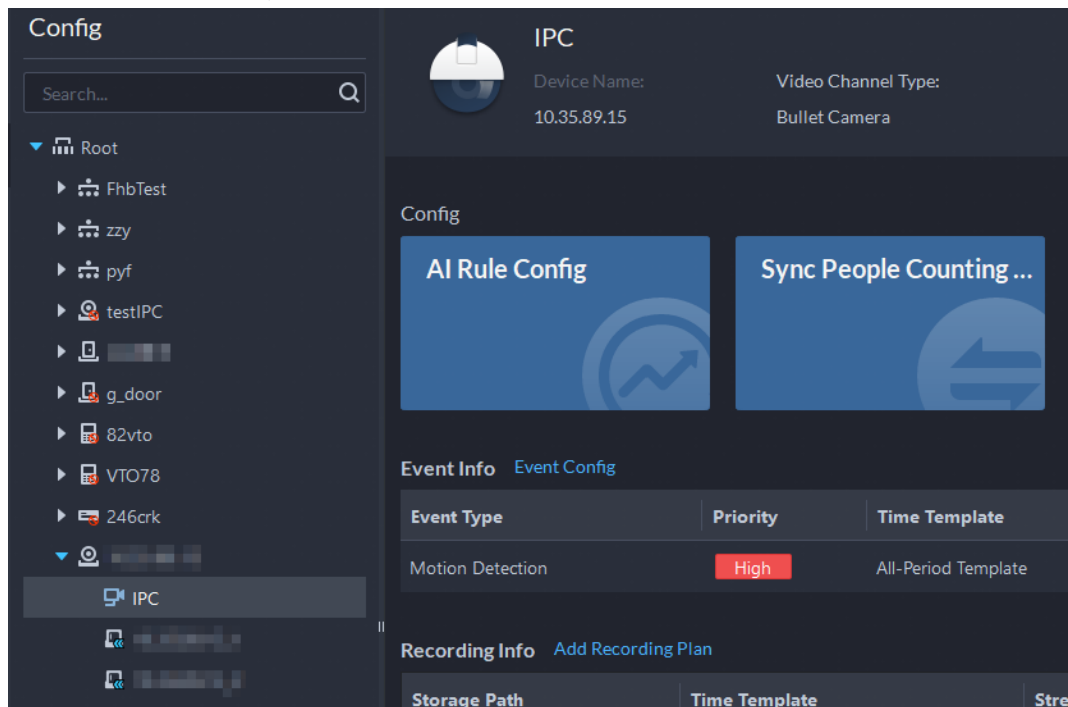 Config
Search...
Root
FhbTest
zzy
pyf
testIPC
g_door
82vto
VTO78
246crk
IPC
IPC
Device Name:
Video Channel Type:
10.35.89.15
Bullet Camera
Config
AI Rule Config
Sync People Counting ...
Event Info Event Config
Event Type Priority Time Template
Motion Detection High All-Period Template
Recording Info Add Recording Plan
Storage Path Time Template Stre